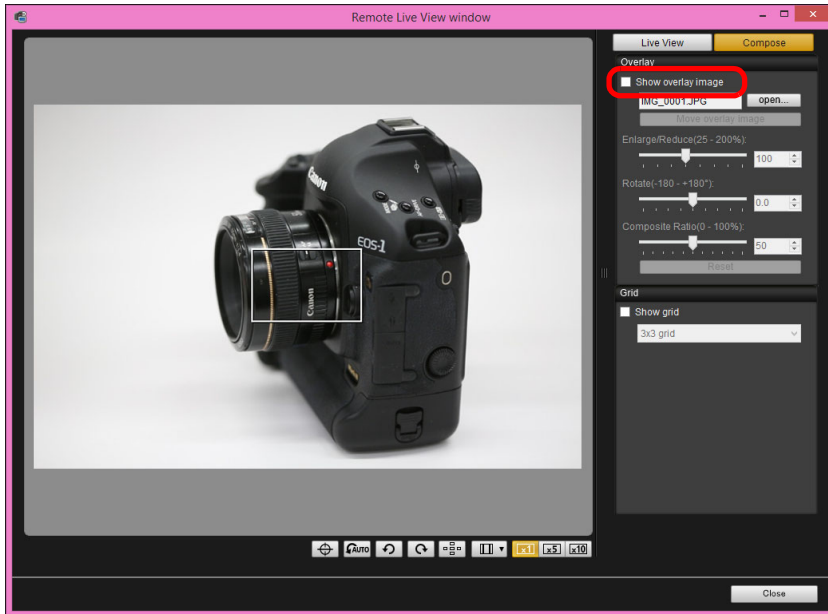 Remote Live View window
Live View
Compose
Overlay
Show overlay image
IMG_0001.JPG
open...
Move overlay image
Enlarge/Reduce(25 - 200%):
100
Rotate(-180 - +180°):
0.0
Composite Ratio(0 - 100%):
50
Reset
Grid
Show grid
3x3 grid
Canon
EOS-1
Canon
AUTO
x1
x5
x10
Close